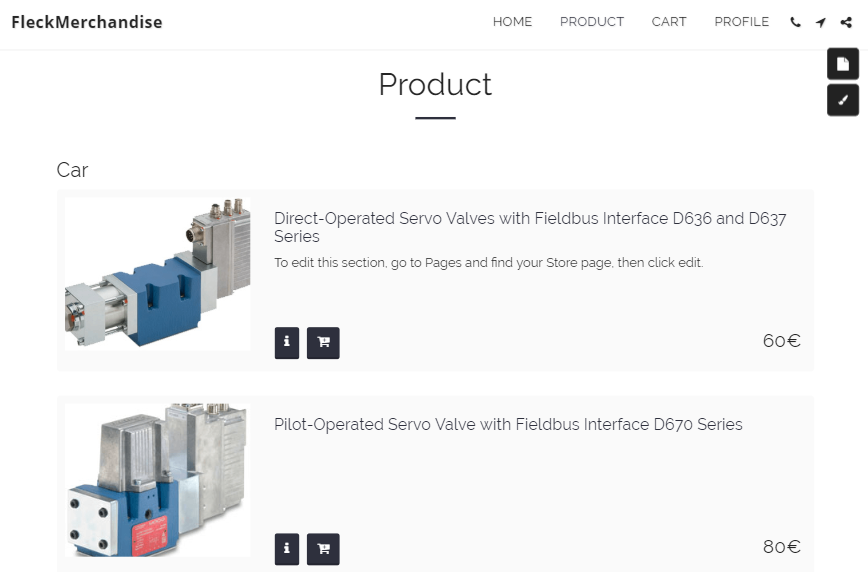 FleckMerchandise
HOME PRODUCT CART PROFILE
Product
Car
Direct-Operated Servo Valves with Fieldbus Interface D636 and D637
Series
To edit this section, go to Pages and find your Store page, then click edit.
60€
Pilot-Operated Servo Valve with Fieldbus Interface D670 Series
80€